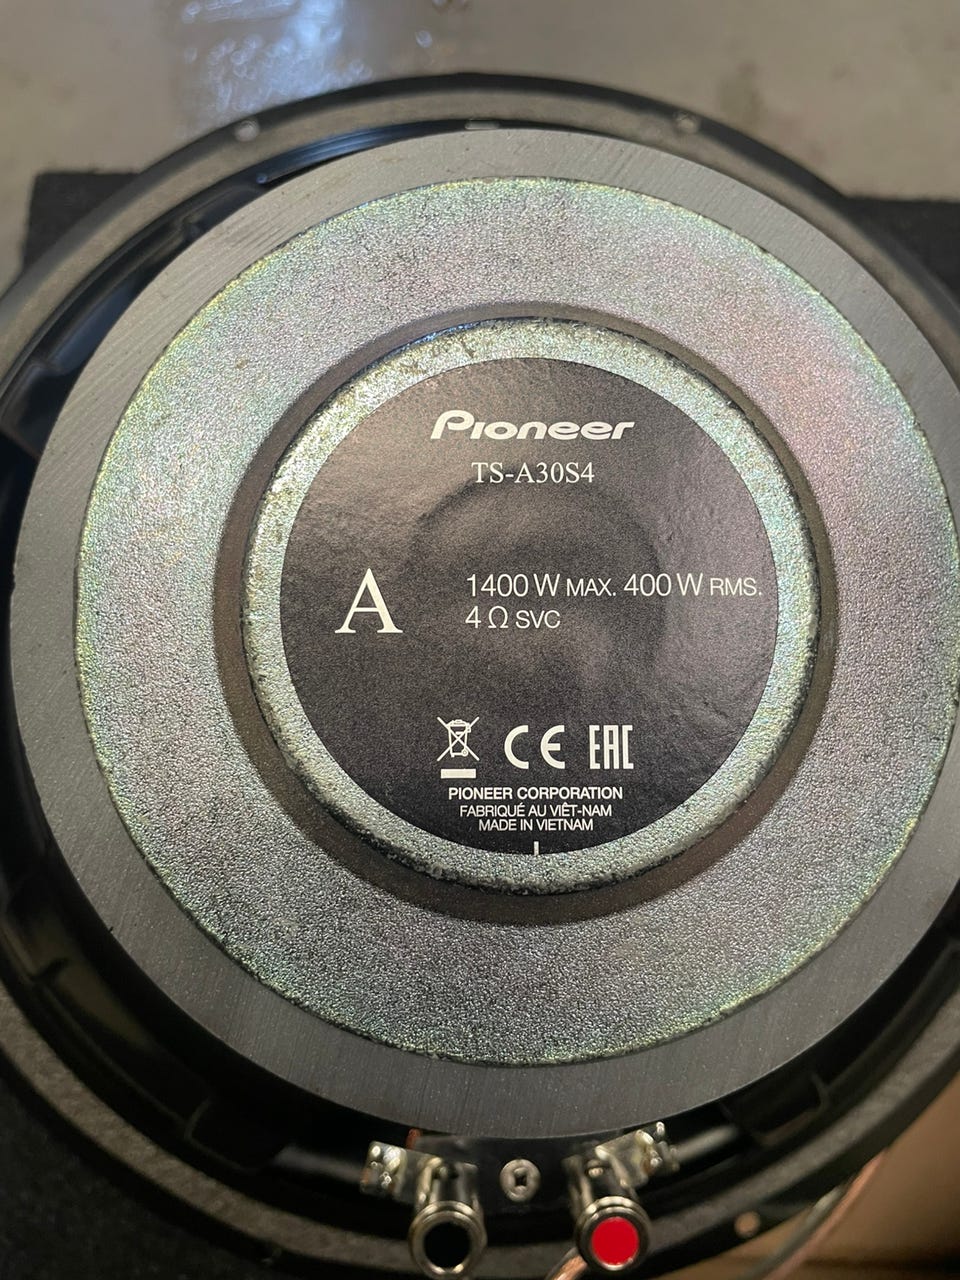 Pioneer
TS-A30S4
A
1400 W MAX. 400 W RMS.
4 Ω SVC
CE EAC
PIONEER CORPORATION
FABRIQUÉ AU VIÊT-NAM
MADE IN VIETNAM